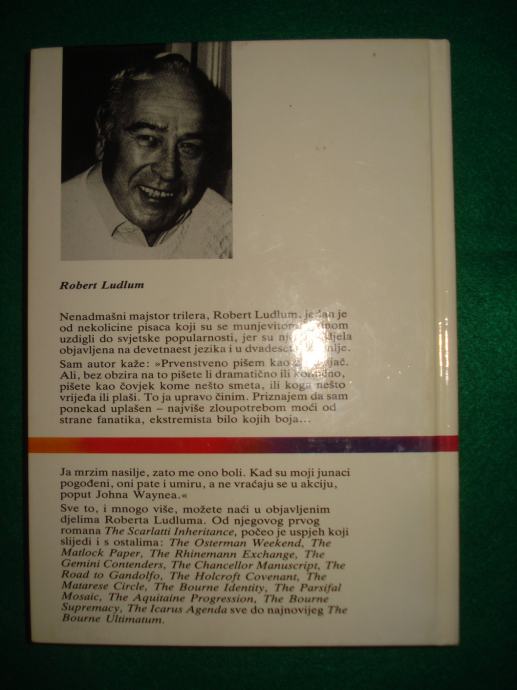 Robert Ludlum
Nenadmašni majstor trilera, Robert Ludlum, jedan je
od nekolicine pisaca koji su se munjevitom
uzdigli do svjetske popularnosti, jer su
objavljena na devetnaest jezika i u
Sam autor kaže: »Prvenstveno pišem kao
Ali, bez obzira na to pišete li dramatično ili
pišete kao čovjek kome nešto smeta, ili koga nešto
vrijeđa ili plaši. To ja upravo činim. Priznajem da sam
ponekad uplašen – najviše zloupotrebom moći od
strane fanatika, ekstremista bilo kojih boja...
Ja mrzim nasilje, zato me ono boli. Kad su moji junaci
pogođeni, oni pate i umiru, a ne vraćaju se u akciju,
poput Johna Waynea.«
Sve to, i mnogo više, možete naći u objavljenim
djelima Roberta Ludluma. Od njegovog prvog
romana The Scarlatti Inheritance, počeo je uspjeh koji
slijedi i s ostalima: The Osterman Weekend, The
Matlock Paper, The Rhinemann Exchange, The
Gemini Contenders, The Chancellor Manuscript, The
Road to Gandolfo, The Holcroft Covenant, The
Matarese Circle, The Bourne Identity, The Parsifal
Mosaic, The Aquitaine Progression, The Bourne
Supremacy, The Icarus Agenda sve do najnovijeg The
Bourne Ultimatum.